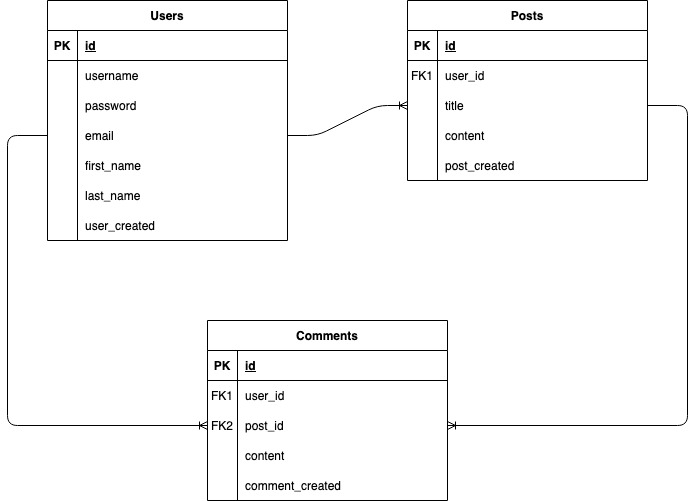 Users
PK id
username
password
email
first_name
last_name
user_created
Posts
PK id
FK1 user_id
title
content
post_created
Comments
PK id
FK1 user_id
FK2 post_id
content
comment_created